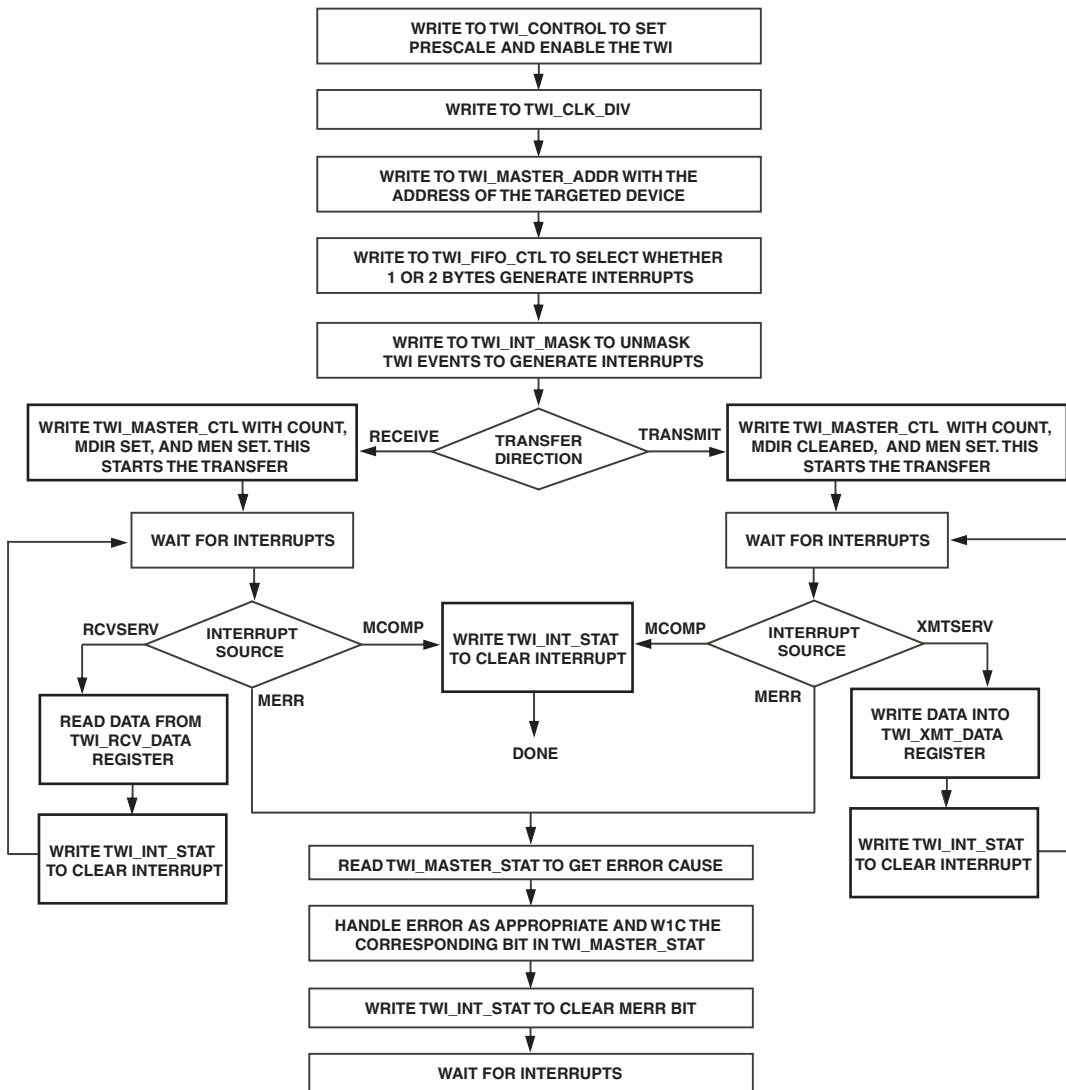 WRITE TO TWI_CONTROL TO SET
PRESCALE AND ENABLE THE TWI
WRITE TO TWI_CLK_DIV
WRITE TO TWI_MASTER_ADDR WITH THE
ADDRESS OF THE TARGETED DEVICE
WRITE TO TWI_FIFO_CTL TO SELECT WHETHER
1 OR 2 BYTES GENERATE INTERRUPTS
WRITE TO TWI_INT_MASK TO UNMASK
TWI EVENTS TO GENERATE INTERRUPTS
WRITE TWI_MASTER_CTL WITH COUNT,
MDIR SET, AND MEN SET. THIS
STARTS THE TRANSFER
RECEIVE
TRANSFER
DIRECTION
TRANSMIT
WRITE TWI_MASTER_CTL WITH COUNT,
MDIR CLEARED, AND MEN SET. THIS
STARTS THE TRANSFER
WAIT FOR INTERRUPTS
WAIT FOR INTERRUPTS
RCVSERV
INTERRUPT
SOURCE
MCOMP
MERR
WRITE TWI_INT_STAT
TO CLEAR INTERRUPT
MCOMP
INTERRUPT
SOURCE
XMTSERV
MERR
READ DATA FROM
TWI_RCV_DATA
REGISTER
DONE
WRITE DATA INTO
TWI_XMT_DATA
REGISTER
WRITE TWI_INT_STAT
TO CLEAR INTERRUPT
WRITE TWI_INT_STAT
TO CLEAR INTERRUPT
READ TWI_MASTER_STAT TO GET ERROR CAUSE
HANDLE ERROR AS APPROPRIATE AND W1C THE
CORRESPONDING BIT IN TWI_MASTER_STAT
WRITE TWI_INT_STAT TO CLEAR MERR BIT
WAIT FOR INTERRUPTS